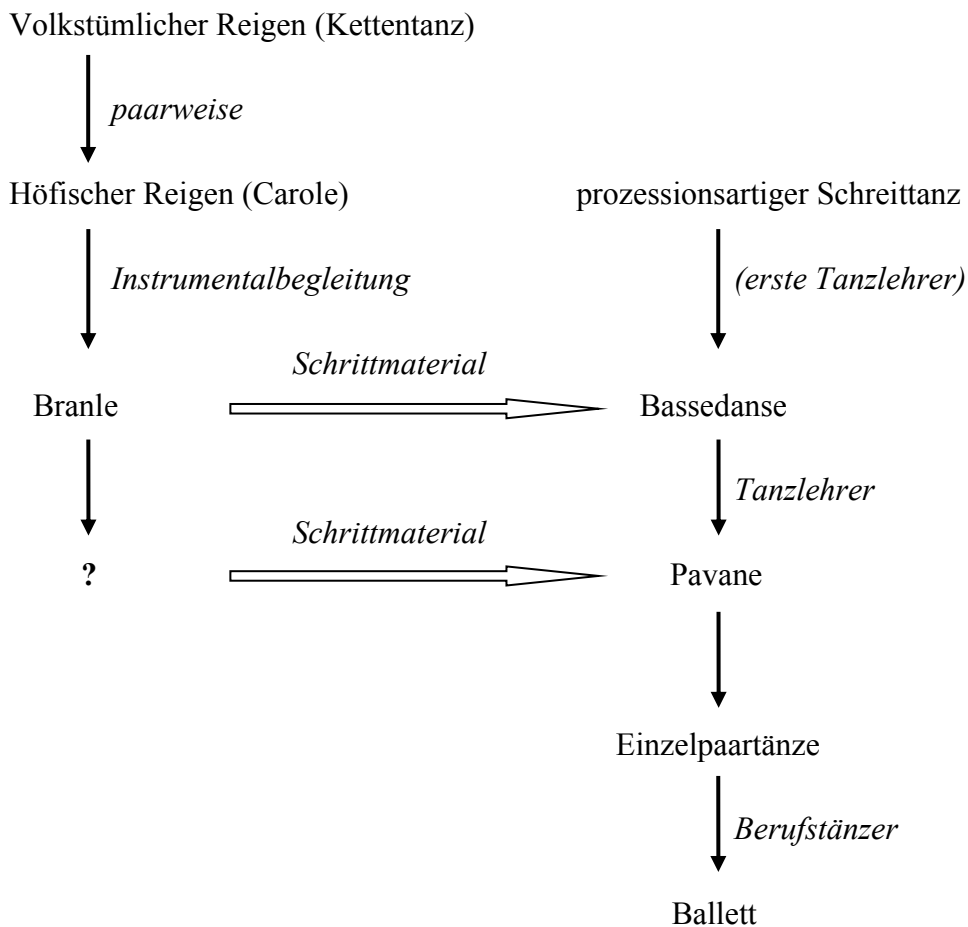 Volkstümlicher Reigen (Kettentanz)
paarweise
Höfischer Reigen (Carole)
prozessionsartiger Schreittanz
Instrumentalbegleitung
(erste Tanzlehrer)
Schrittmaterial
Branle
Bassedanse
Tanzlehrer
Schrittmaterial
?
Pavane
Einzelpaartänze
Berufstänzer
Ballett